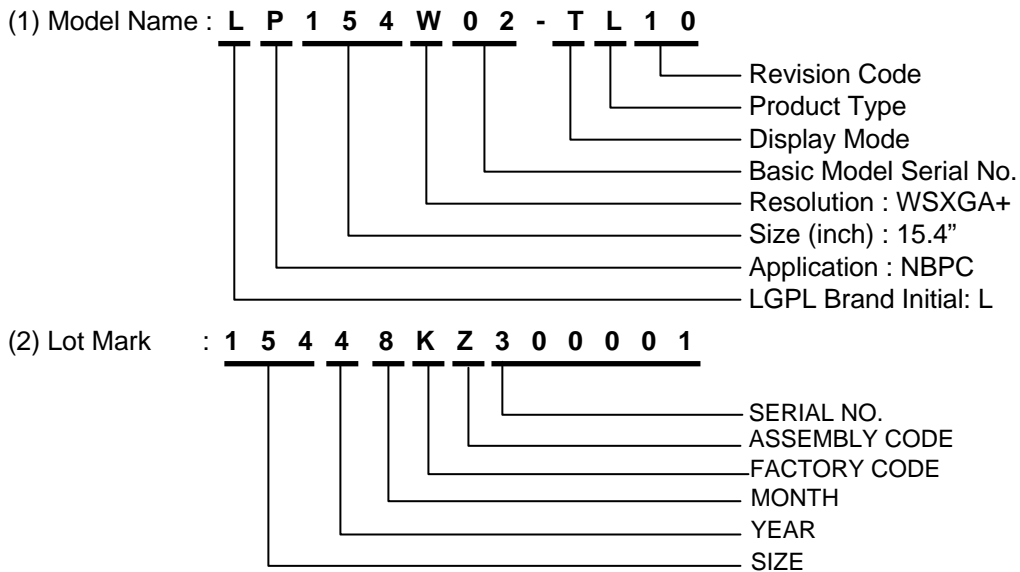 (1) Model Name : L P 1 5 4 W 0 2 - T L 1 0
Revision Code
Product Type
Display Mode
Basic Model Serial No.
Resolution : WSXGA+
Size (inch) : 15.4”
Application : NBPC
LGPL Brand Initial: L
(2) Lot Mark : 1 5 4 4 8 K Z 3 0 0 0 0 1
SERIAL NO.
ASSEMBLY CODE
FACTORY CODE
MONTH
YEAR
SIZE